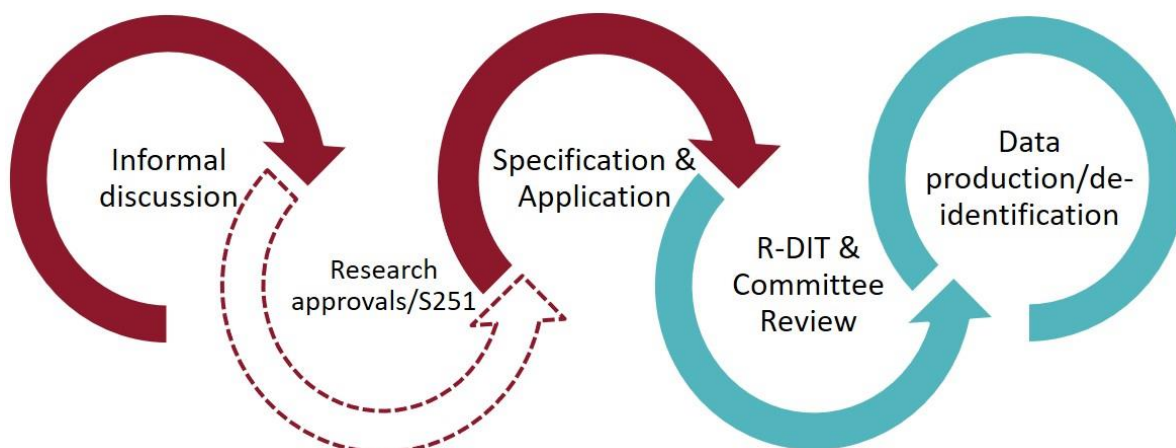 Informal
discussion
Research
approvals/S251
Specification &
Application
R-DIT &
Committee
Review
Data
production/de-
identification